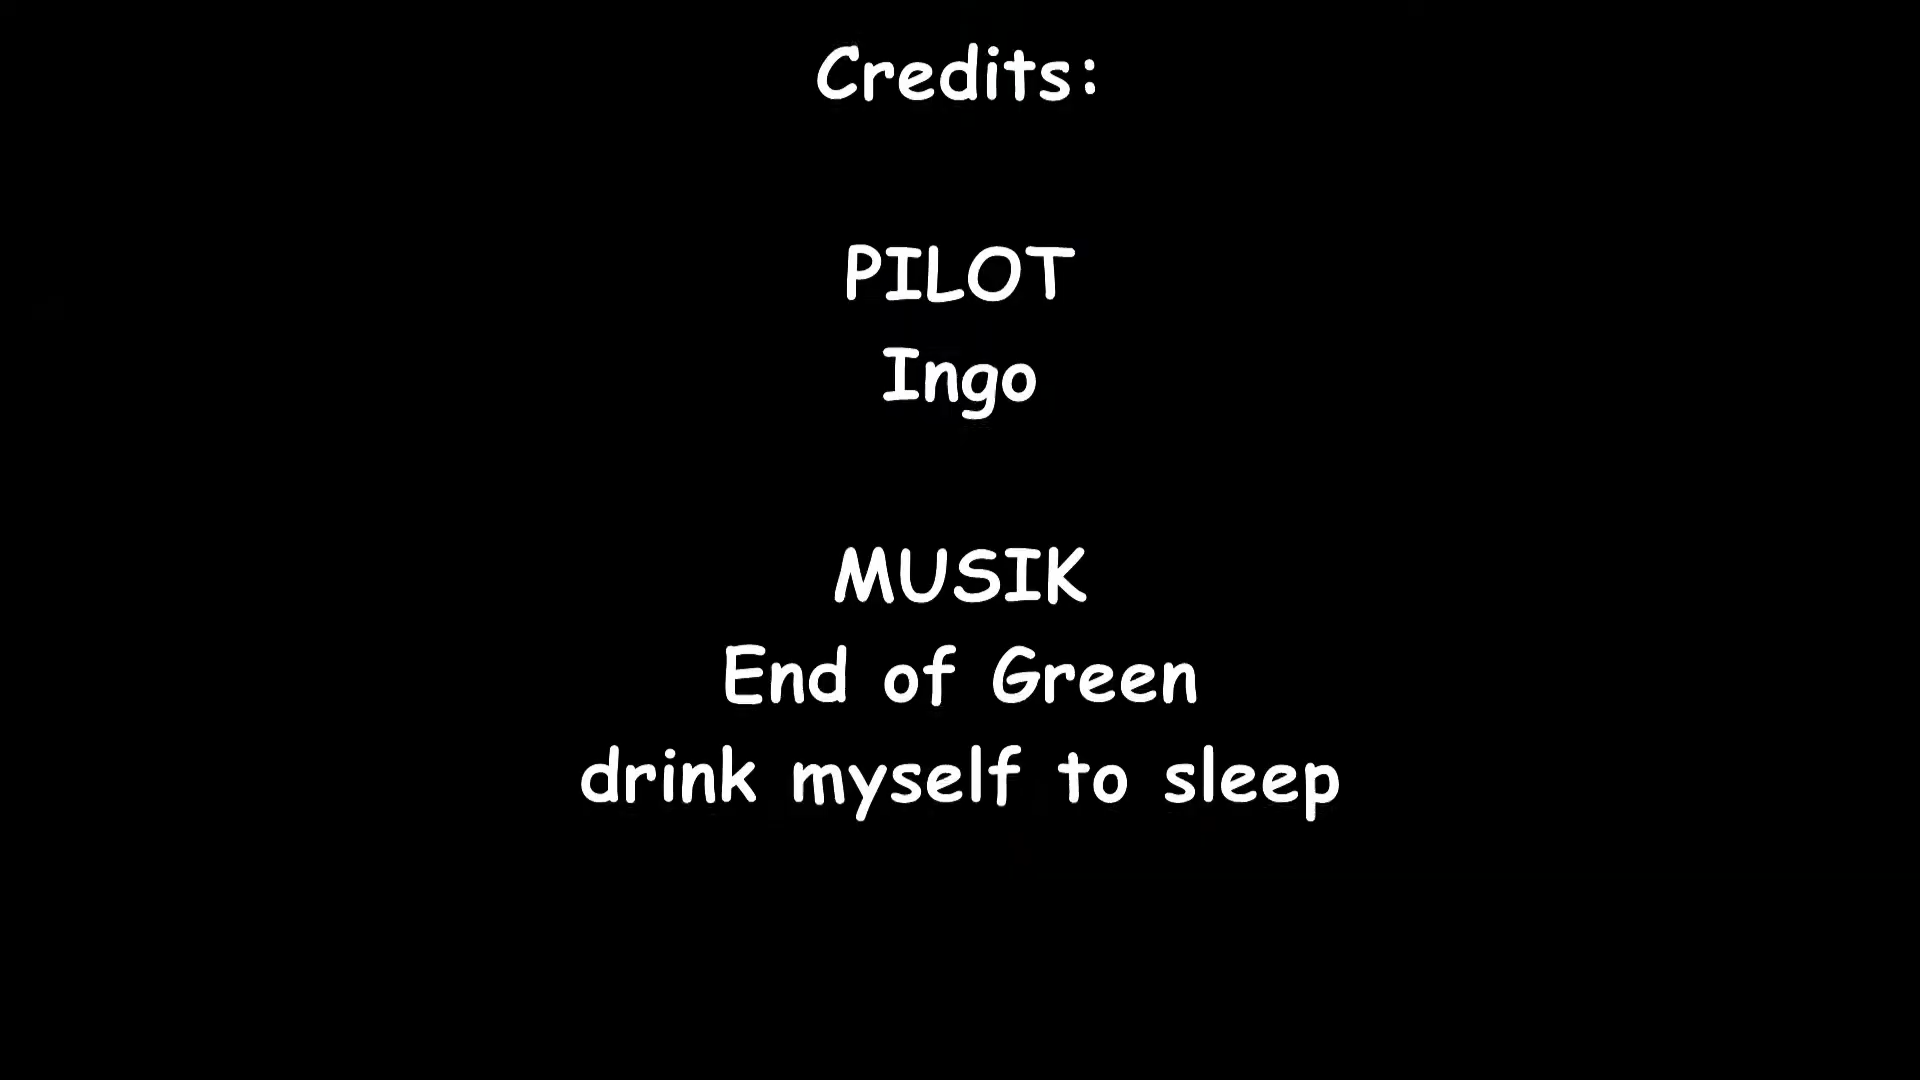 Credits:
PILOT
Ingo
MUSIK
End of Green
drink myself to sleep